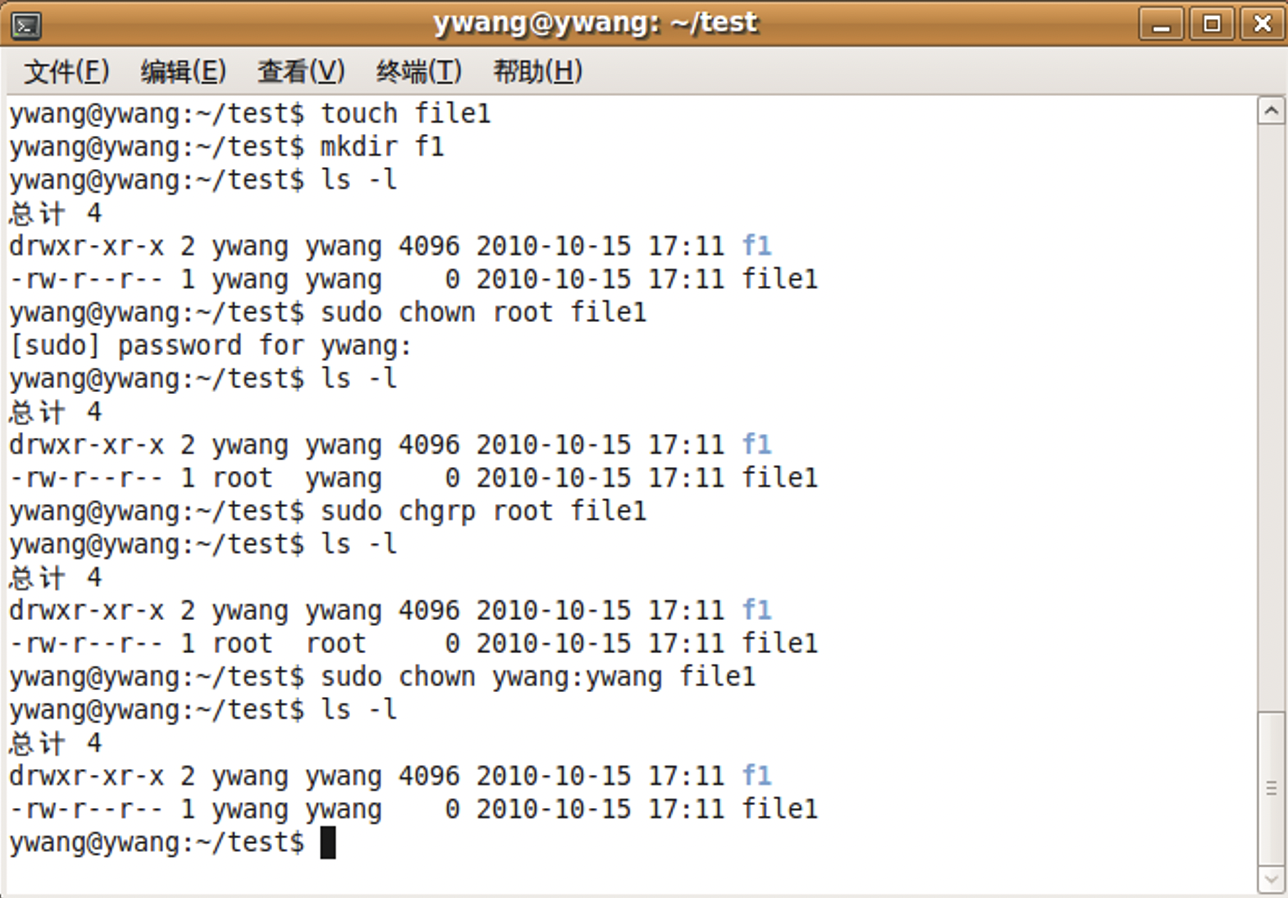 ywang@ywang: ~/test
文件(F) 编辑(E) 查看(V) 终端(T) 帮助(H)
ywang@ywang:~/test$ touch file1
ywang@ywang:~/test$ mkdir f1
ywang@ywang:~/test$ ls -l
总计 4
drwxr-xr-x 2 ywang ywang 4096 2010-10-15 17:11 f1
-rw-r--r-- 1 ywang ywang    0 2010-10-15 17:11 file1
ywang@ywang:~/test$ sudo chown root file1
[sudo] password for ywang:
ywang@ywang:~/test$ ls -l
总计 4
drwxr-xr-x 2 ywang ywang 4096 2010-10-15 17:11 f1
-rw-r--r-- 1 root  ywang    0 2010-10-15 17:11 file1
ywang@ywang:~/test$ sudo chgrp root file1
ywang@ywang:~/test$ ls -l
总计 4
drwxr-xr-x 2 ywang ywang 4096 2010-10-15 17:11 f1
-rw-r--r-- 1 root  root     0 2010-10-15 17:11 file1
ywang@ywang:~/test$ sudo chown ywang:ywang file1
ywang@ywang:~/test$ ls -l
总计 4
drwxr-xr-x 2 ywang ywang 4096 2010-10-15 17:11 f1
-rw-r--r-- 1 ywang ywang    0 2010-10-15 17:11 file1
ywang@ywang:~/test$